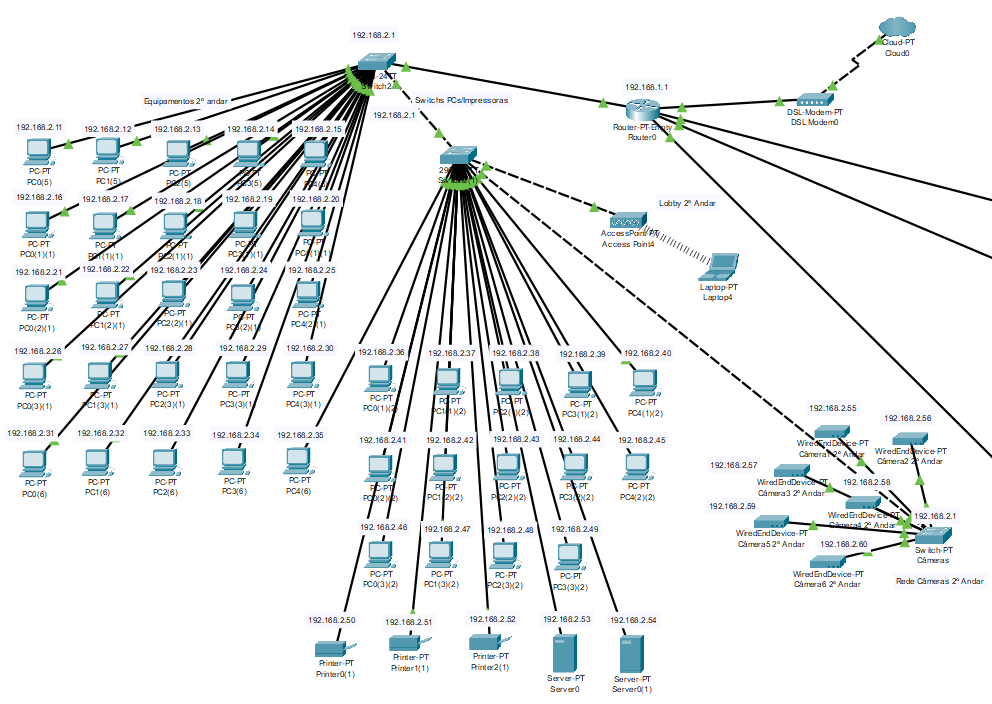 192.168.2.1
Cloud-PT
Cloud0
Switch2
Equipamentos 2º andar
Switchs PCs/Impressoras
192.168.2.1
192.168.1.1
Router-PT-Empty
Router0
DSL-Modem-PT
DSL Modem0
192.168.2.11
192.168.2.12
192.168.2.13
192.168.2.14
192.168.2.15
PC-PT
PC0(5)
PC-PT
PC1(5)
PC-PT
PC2(5)
PC-PT
PC3(5)
PC-PT
192.168.2.16
192.168.2.17
192.168.2.18
192.168.2.19
192.168.2.20
PC-PT
PC0(1)(1)
PC-PT
PC1(1)(1)
PC-PT
PC2(1)(1)
PC-PT
PC3(1)(1)
PC-PT
PC4(1)(1)
Lobby 2º Andar
AccessPoint-PT
Access Point4
Laptop-PT
Laptop4
192.168.2.21
192.168.2.22
192.168.2.23
192.168.2.24
192.168.2.25
PC-PT
PC0(2)(1)
PC-PT
PC1(2)(1)
PC-PT
PC2(2)(1)
PC-PT
PC3(2)(1)
PC-PT
PC4(2)(1)
192.168.2.26
192.168.2.27
192.168.2.28
192.168.2.29
192.168.2.30
PC-PT
PC0(3)(1)
PC-PT
PC1(3)(1)
PC-PT
PC2(3)(1)
PC-PT
PC3(3)(1)
PC-PT
PC4(3)(1)
192.168.2.36
192.168.2.37
192.168.2.38
192.168.2.39
192.168.2.40
PC-PT
PC0(1)(2)
PC-PT
PC1(1)(2)
PC-PT
PC2(1)(2)
PC-PT
PC3(1)(2)
PC-PT
PC4(1)(2)
192.168.2.31
192.168.2.32
192.168.2.33
192.168.2.34
192.168.2.35
PC-PT
PC0(6)
PC-PT
PC1(6)
PC-PT
PC2(6)
PC-PT
PC3(6)
PC-PT
PC4(6)
192.168.2.41
192.168.2.42
192.168.2.43
192.168.2.44
192.168.2.45
PC-PT
PC0(2)(2)
PC-PT
PC1(2)(2)
PC-PT
PC2(2)(2)
PC-PT
PC3(2)(2)
PC-PT
PC4(2)(2)
192.168.2.46
192.168.2.47
192.168.2.48
192.168.2.49
PC-PT
PC0(3)(2)
PC-PT
PC1(3)(2)
PC-PT
PC2(3)(2)
PC-PT
PC3(3)(2)
192.168.2.50
192.168.2.51
192.168.2.52
192.168.2.53
192.168.2.54
Printer-PT
Printer0(1)
Printer-PT
Printer1(1)
Printer-PT
Printer2(1)
Server-PT
Server0
Server-PT
Server0(1)
192.168.2.55
WiredEndDevice-PT
Câmera1 2º Andar
192.168.2.56
WiredEndDevice-PT
Câmera2 2º Andar
192.168.2.57
WiredEndDevice-PT
Câmera3 2º Andar
192.168.2.58
WiredEndDevice-PT
Câmera4 2º Andar
192.168.2.59
WiredEndDevice-PT
Câmera5 2º Andar
192.168.2.60
WiredEndDevice-PT
Câmera6 2º Andar
192.168.2.1
Switch-PT
Câmeras
Rede Câmeras 2º Andar